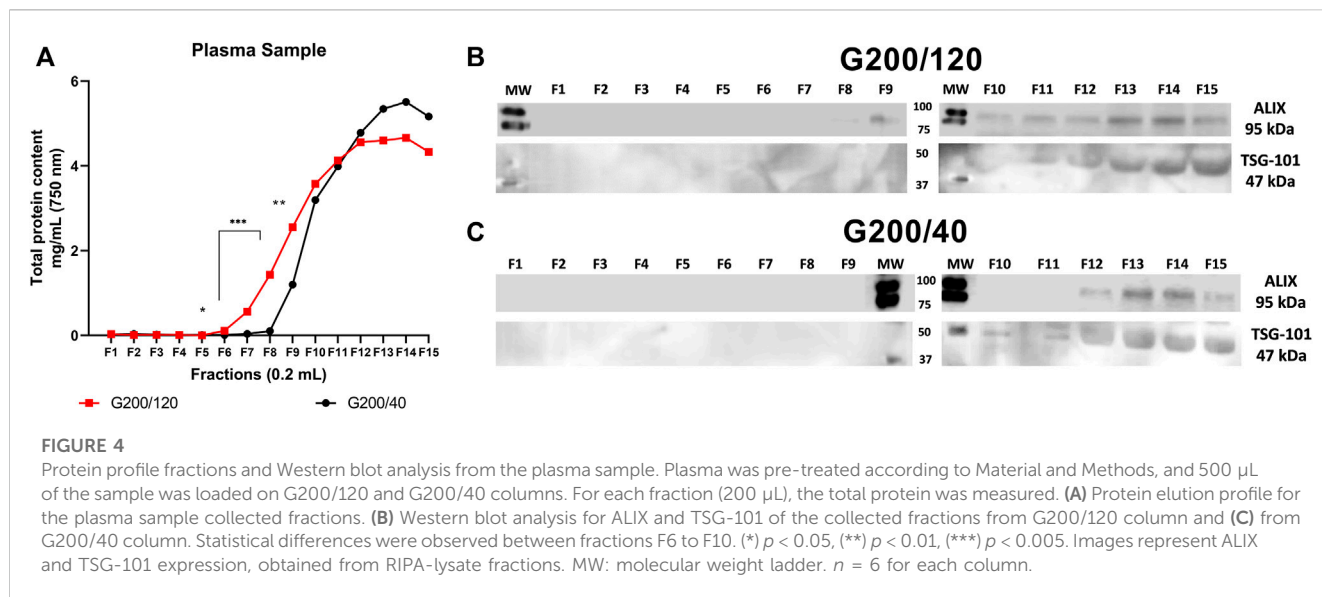 A
Plasma Sample
Total protein content
mg/mL (750 nm)
6
4
2
0
*
***
**
F1 F2 F3 F4 F5 F6 F7 F8 F9 F10 F11 F12 F13 F14 F15
Fractions (0.2 mL)
G200/120 G200/40
B
G200/120
MW F1 F2 F3 F4 F5 F6 F7 F8 F9 MW F10 F11 F12 F13 F14 F15
100
75
ALIX
95 kDa
50
37
TSG-101
47 kDa
C
G200/40
F1 F2 F3 F4 F5 F6 F7 F8 F9 MW MW F10 F11 F12 F13 F14 F15
100
75
ALIX
95 kDa
50
37
TSG-101
47 kDa
FIGURE 4
Protein profile fractions and Western blot analysis from the plasma sample. Plasma was pre-treated according to Material and Methods, and 500 µL
of the sample was loaded on G200/120 and G200/40 columns. For each fraction (200 µL), the total protein was measured. (A) Protein elution profile for
the plasma sample collected fractions. (B) Western blot analysis for ALIX and TSG-101 of the collected fractions from G200/120 column and (C) from
G200/40 column. Statistical differences were observed between fractions F6 to F10. (*) p < 0.05, (**) p < 0.01, (***) p < 0.005. Images represent ALIX
and TSG-101 expression, obtained from RIPA-lysate fractions. MW: molecular weight ladder. n = 6 for each column.